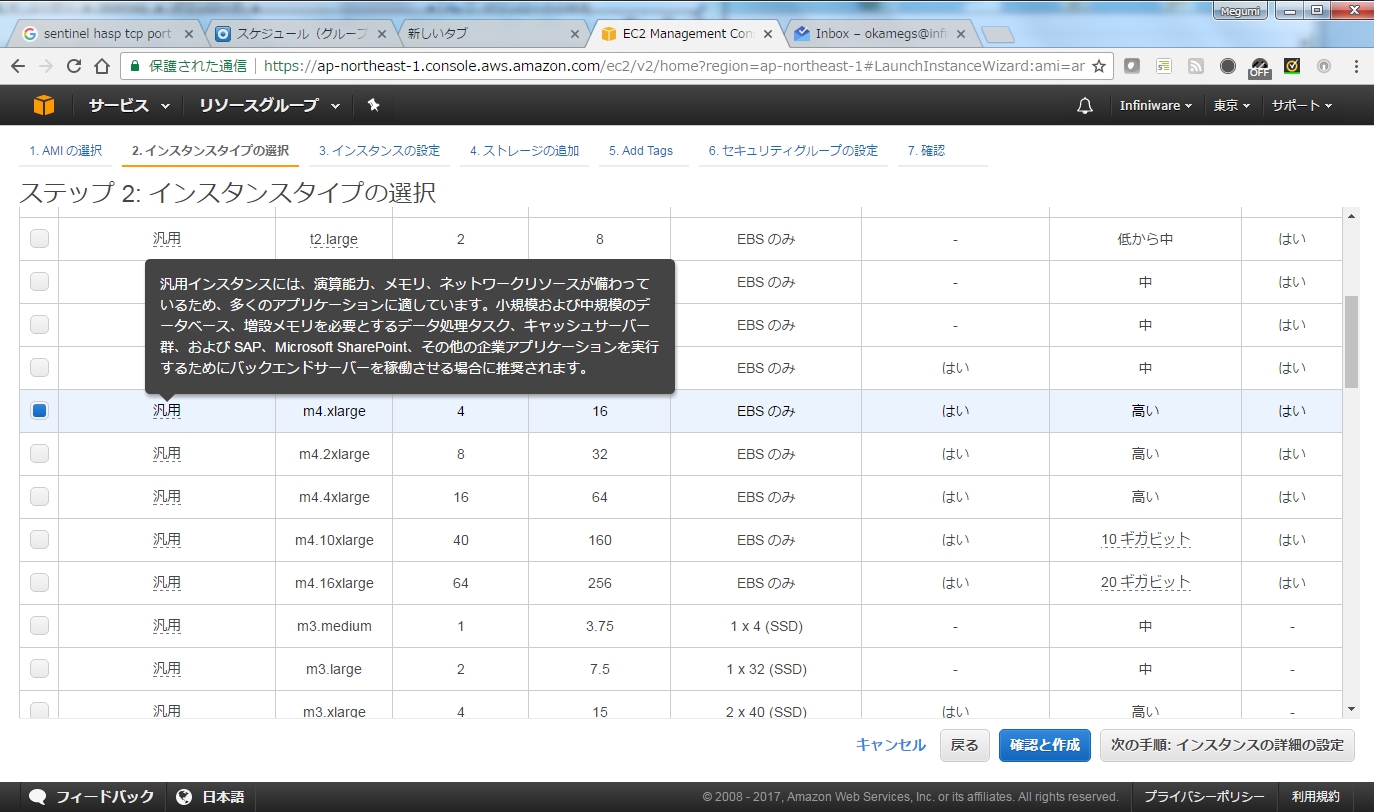 Megumi
sentinel hasp tcp port
スケジュール（グループ
新しいタブ
EC2 Management Con
Inbox – okamegs@infi
保護された通信
https://ap-northeast-1.console.aws.amazon.com/ec2/v2/home?region=ap-northeast-1#LaunchInstanceWizard:ami=ar
OFF
サービス
リソースグループ
Infiniware
東京
サポート
1. AMI の選択
2. インスタンスタイプの選択
3. インスタンスの設定
4. ストレージの追加
5. Add Tags
6. セキュリティグループの設定
7. 確認
ステップ 2: インスタンスタイプの選択
汎用 t2.large 2 8 EBS のみ - 低から中 はい
EBS のみ - 中 はい
EBS のみ - 中 はい
EBS のみ はい 中 はい
汎用インスタンスには、演算能力、メモリ、ネットワークリソースが備わって
いるため、多くのアプリケーションに適しています。小規模および中規模のデ
ータベース、増設メモリを必要とするデータ処理タスク、キャッシュサーバー
群、および SAP、Microsoft SharePoint、その他の企業アプリケーションを実行
するためにバックエンドサーバーを稼働させる場合に推奨されます。
汎用 m4.xlarge 4 16 EBS のみ はい 高い はい
汎用 m4.2xlarge 8 32 EBS のみ はい 高い はい
汎用 m4.4xlarge 16 64 EBS のみ はい 高い はい
汎用 m4.10xlarge 40 160 EBS のみ はい 10 ギガビット はい
汎用 m4.16xlarge 64 256 EBS のみ はい 20 ギガビット はい
汎用 m3.medium 1 3.75 1 x 4 (SSD) - 中 -
汎用 m3.large 2 7.5 1 x 32 (SSD) - 中 -
汎用 m3.xlarge 4 15 2 x 40 (SSD) はい 高い -
キャンセル
戻る
確認と作成
次の手順: インスタンスの詳細の設定
フィードバック
日本語
© 2008 - 2017, Amazon Web Services, Inc. or its affiliates. All rights reserved.
プライバシーポリシー
利用規約